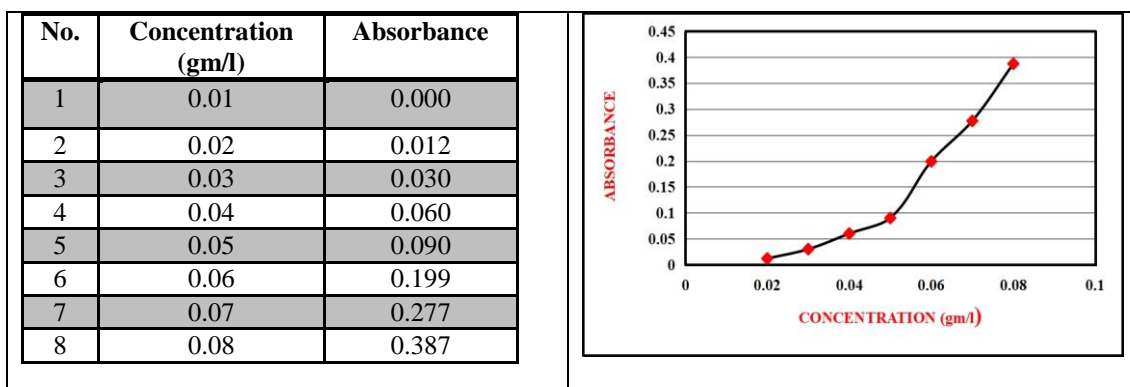 No. Concentration (gm/l) Absorbance
1 0.01 0.000
2 0.02 0.012
3 0.03 0.030
4 0.04 0.060
5 0.05 0.090
6 0.06 0.199
7 0.07 0.277
8 0.08 0.387
0.45
0.4
0.35
0.3
0.25
0.2
0.15
0.1
0.05
0
ABSORBANCE
0 0.02 0.04 0.06 0.08 0.1
CONCENTRATION (gm/l)